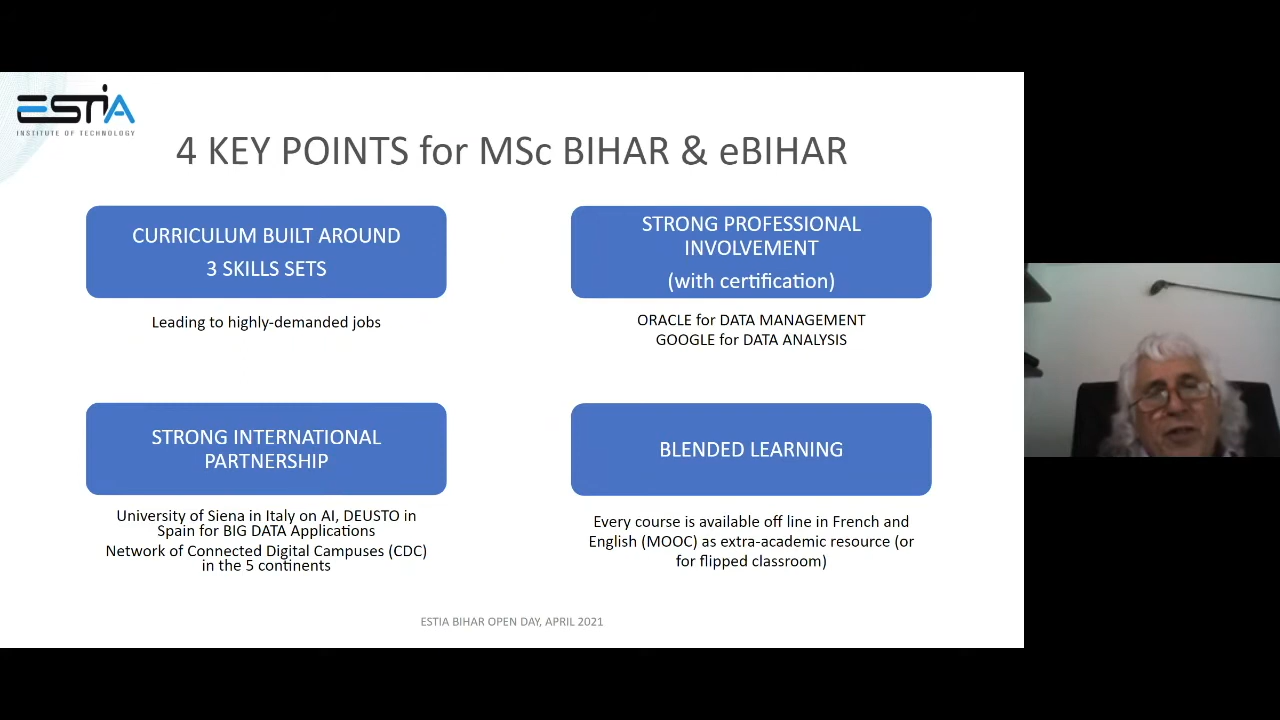 ESTIA
INSTITUTE OF TECHNOLOGY
4 KEY POINTS for MSc BIHAR & eBIHAR
CURRICULUM BUILT AROUND
3 SKILLS SETS
Leading to highly-demanded jobs
STRONG PROFESSIONAL
INVOLVEMENT
(with certification)
ORACLE for DATA MANAGEMENT
GOOGLE for DATA ANALYSIS
STRONG INTERNATIONAL
PARTNERSHIP
University of Siena in Italy on AI, DEUSTO in
Spain for BIG DATA Applications
Network of Connected Digital Campuses (CDC)
in the 5 continents
BLENDED LEARNING
Every course is available off line in French and
English (MOOC) as extra-academic resource (or
for flipped classroom)
ESTIA BIHAR OPEN DAY, APRIL 2021